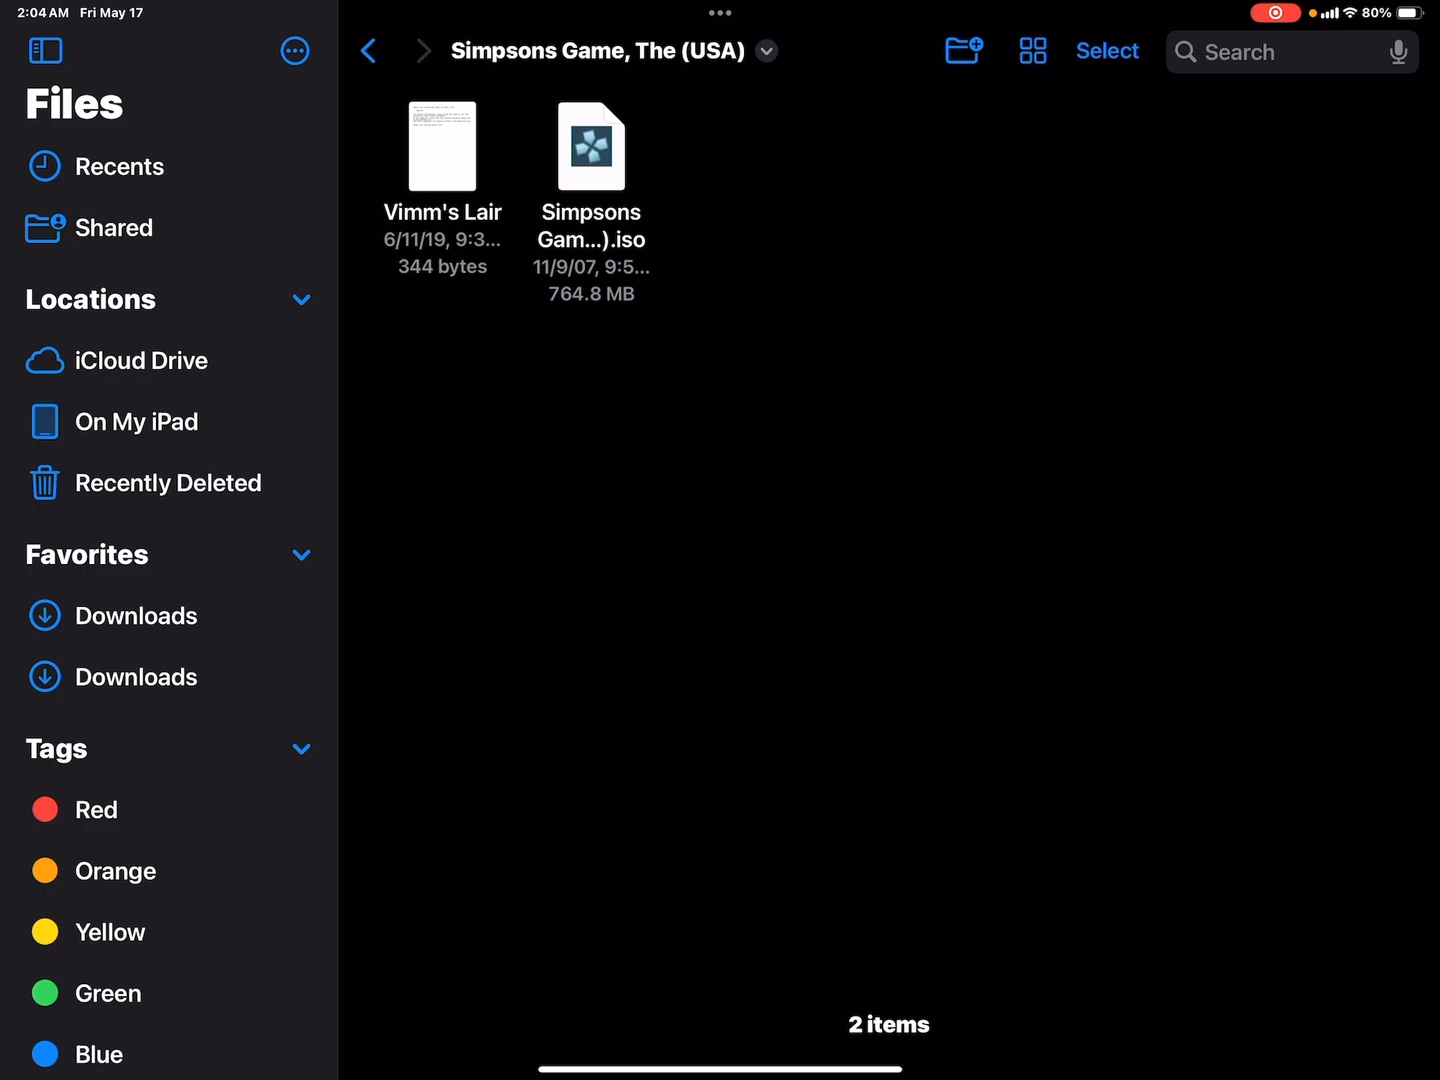 2:04 AM Fri May 17
80%
Files
Recents
Shared
Locations
iCloud Drive
On My iPad
Recently Deleted
Favorites
Downloads
Downloads
Tags
Red
Orange
Yellow
Green
Blue
Simpsons Game, The (USA)
Select
Search
Vimm's Lair
6/11/19, 9:3...
344 bytes
Simpsons
Gam...).iso
11/9/07, 9:5...
764.8 MB
2 items